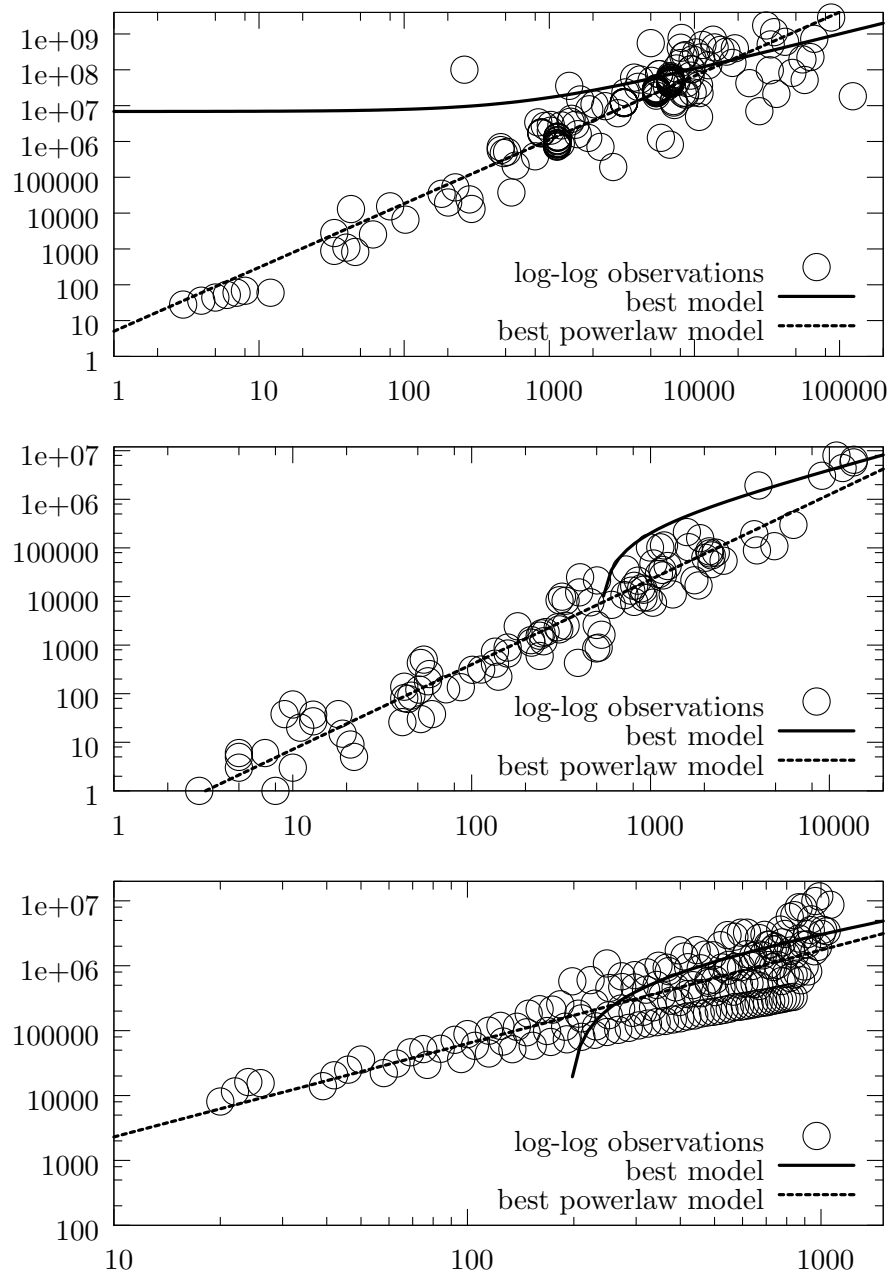 1e+09
1e+08
1e+07
1e+06
100000
10000
1000
100
10
1
log-log observations
best model
best powerlaw model
1 10 100 1000 10000 100000
1e+07
1e+06
100000
10000
1000
100
10
1
log-log observations
best model
best powerlaw model
1 10 100 1000 10000
1e+07
1e+06
100000
10000
1000
100
log-log observations
best model
best powerlaw model
10 100 1000